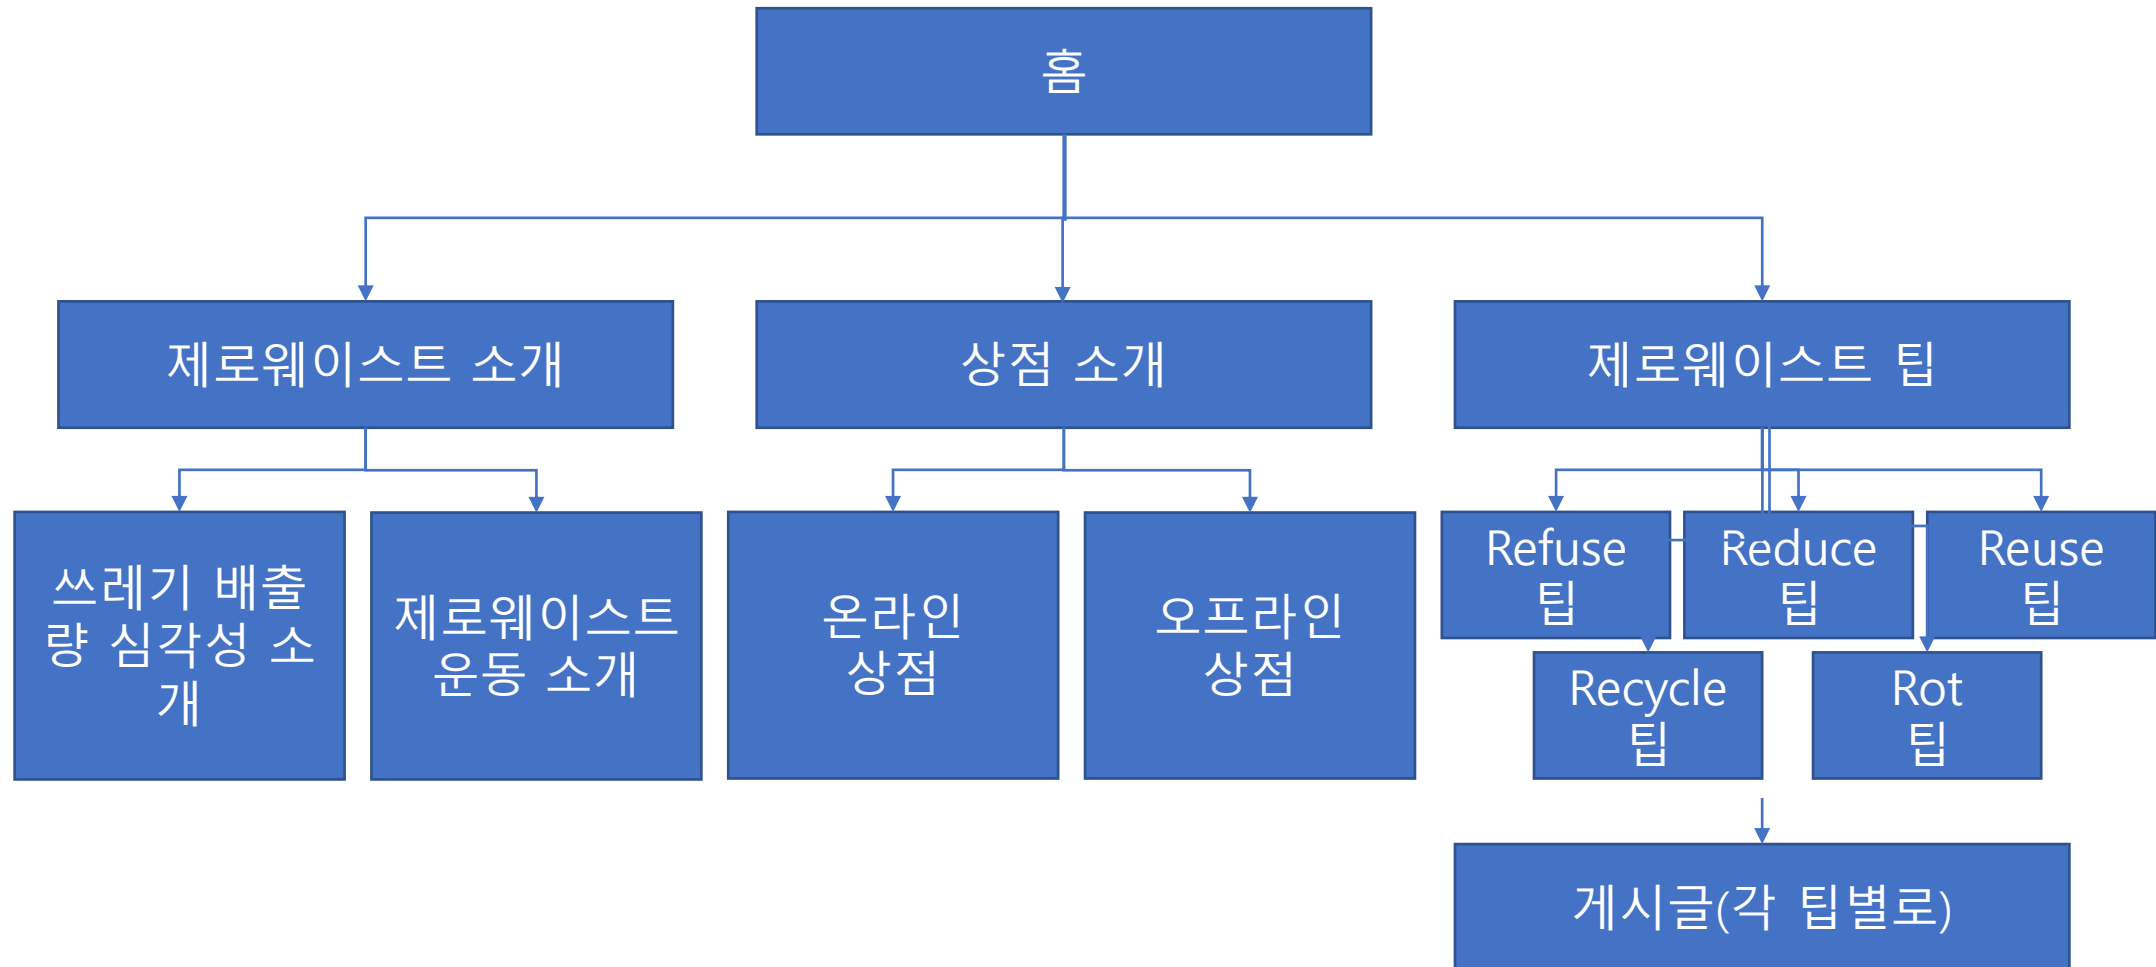 홈
제로웨이스트 소개
상점 소개
제로웨이스트 팁
쓰레기 배출
량 심각성 소
개
제로웨이스트
운동 소개
온라인
상점
오프라인
상점
Refuse
팁
Reduce
팁
Reuse
팁
Recycle
팁
Rot
팁
게시글(각 팁별로)